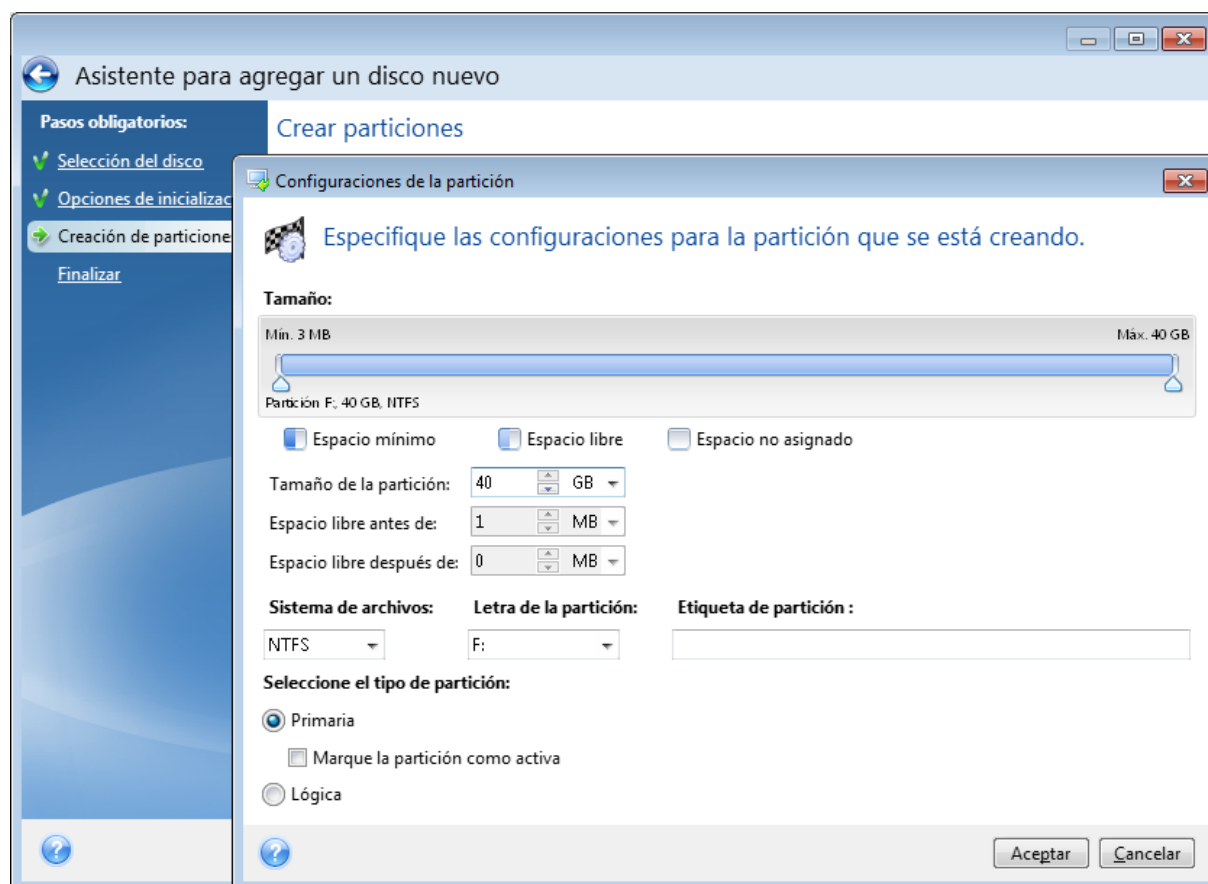 Asistente para agregar un disco nuevo
Pasos obligatorios:
Selección del disco
Opciones de inicializac
Creación de particione
Finalizar
Crear particiones
Configuraciones de la partición
Especifique las configuraciones para la partición que se está creando.
Tamaño:
Mín. 3 MB Máx. 40 GB
Partición F:, 40 GB, NTFS
Espacio mínimo Espacio libre Espacio no asignado
Tamaño de la partición: 40 GB
Espacio libre antes de: 1 MB
Espacio libre después de: 0 MB
Sistema de archivos: Letra de la partición: Etiqueta de partición :
NTFS F:
Seleccione el tipo de partición:
Primaria
Marque la partición como activa
Lógica
Aceptar Cancelar